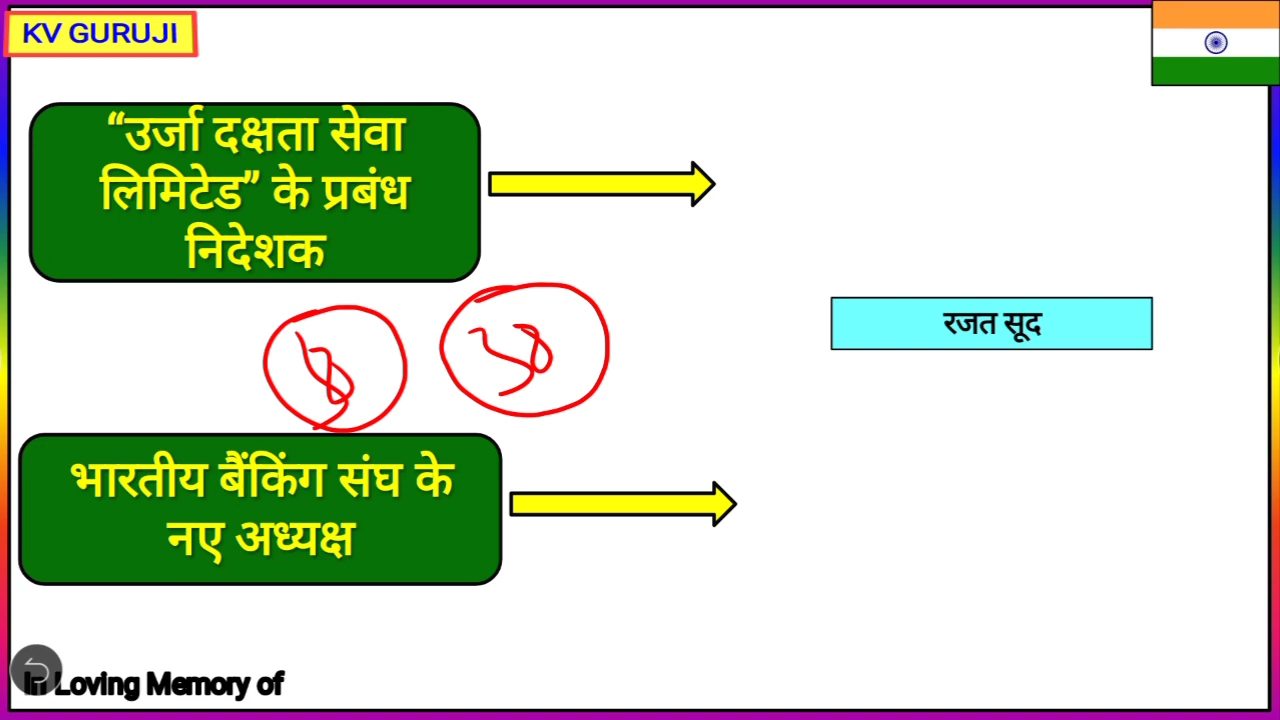 KV GURUJI
“उर्जा दक्षता सेवा
लिमिटेड” के प्रबंध
निदेशक
रजत सूद
भारतीय बैंकिंग संघ के
नए अध्यक्ष
In Loving Memory of